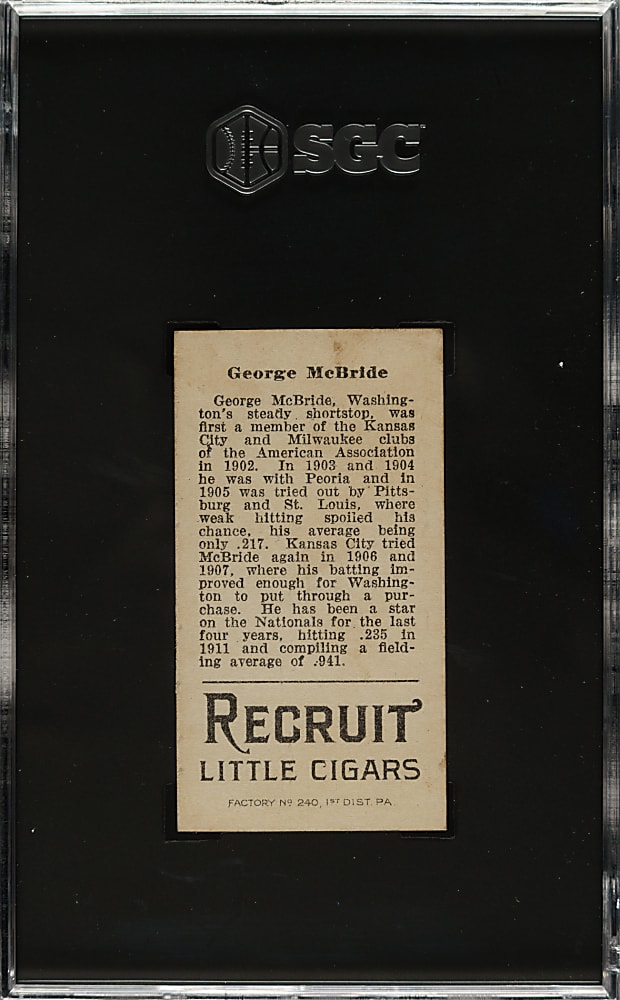 SGC
George McBride
George McBride, Washing-
ton's steady shortstop, was
first a member of the Kansas
City and Milwaukee clubs
of the American Association
in 1902. In 1903 and 1904
he was with Peoria and in
1905 was tried out by Pitts-
burg and St. Louis, where
weak hitting spoiled his
chance, his average being
only .217. Kansas City tried
McBride again in 1906 and
1907, where his batting im-
proved enough for Washing-
ton to put through a pur-
chase. He has been a star
on the Nationals for the last
four years, hitting .235 in
1911 and compiling a field-
ing average of .941.
RECRUIT
LITTLE CIGARS
FACTORY Nº 240, 1ST DIST. PA.